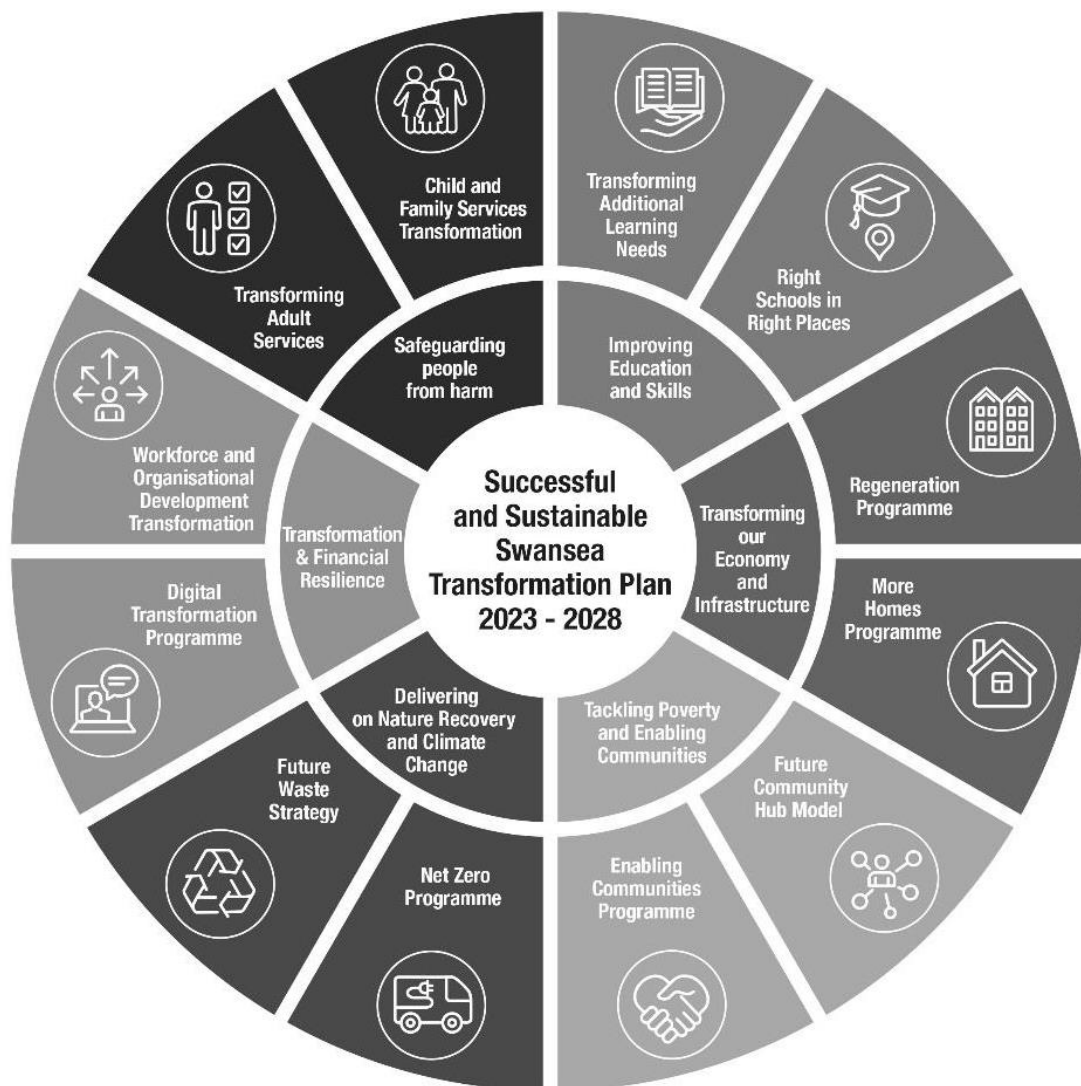 Successful
and Sustainable
Swansea
Transformation Plan
2023 - 2028
Safeguarding
people
from harm
Improving
Education
and Skills
Transforming
our
Economy
and
Infrastructure
Tackling Poverty
and Enabling
Communities
Delivering
on Nature Recovery
and Climate
Change
Transformation
& Financial
Resilience
Child and
Family Services
Transformation
Transforming
Additional
Learning
Needs
Right
Schools in
Right Places
Regeneration
Programme
More
Homes
Programme
Future
Community
Hub Model
Enabling
Communities
Programme
Net Zero
Programme
Future
Waste
Strategy
Digital
Transformation
Programme
Workforce and
Organisational
Development
Transformation
Transforming
Adult
Services